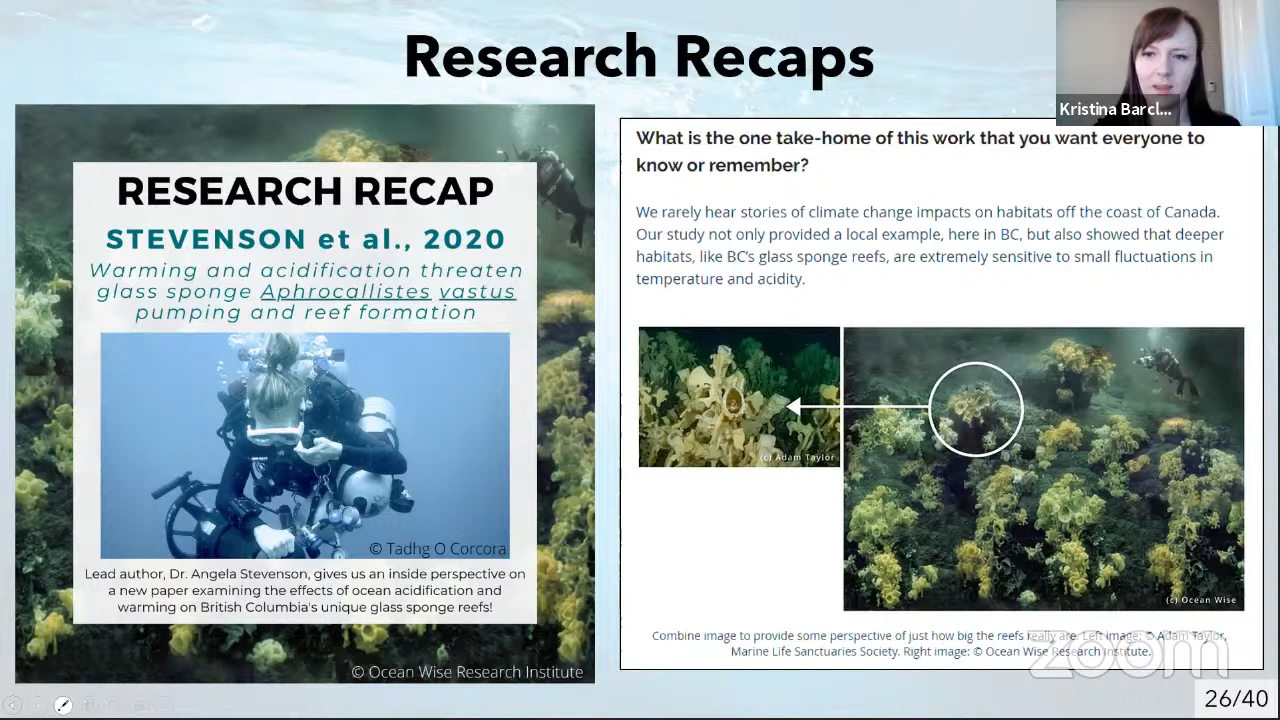 Research Recaps
Kristina Barcl...
RESEARCH RECAP
STEVENSON et al., 2020
Warming and acidification threaten
glass sponge Aphrocallistes vastus
pumping and reef formation
© Tadhg O Corcora
Lead author, Dr. Angela Stevenson, gives us an inside perspective on
a new paper examining the effects of ocean acidification and
warming on British Columbia's unique glass sponge reefs!
© Ocean Wise Research Institute
What is the one take-home of this work that you want everyone to
know or remember?
We rarely hear stories of climate change impacts on habitats off the coast of Canada.
Our study not only provided a local example, here in BC, but also showed that deeper
habitats, like BC's glass sponge reefs, are extremely sensitive to small fluctuations in
temperature and acidity.
(c) Adam Taylor
(c) Ocean Wise
Combine image to provide some perspective of just how big the reefs really are. Left image: © Adam Taylor,
Marine Life Sanctuaries Society. Right image: © Ocean Wise Research Institute.
zoom
26/40